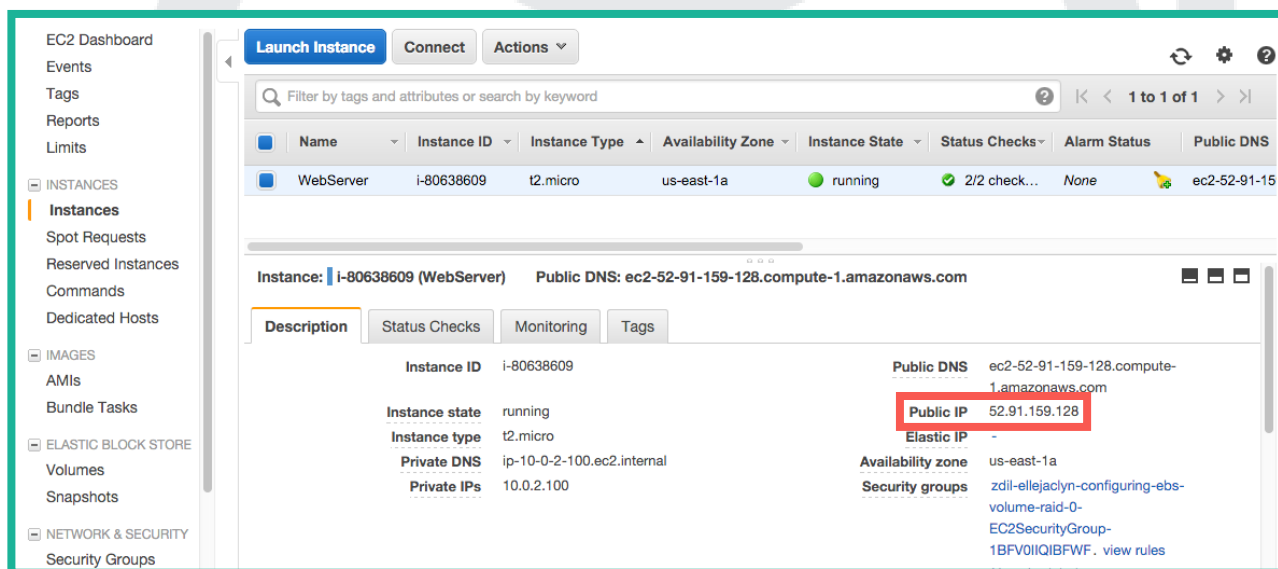 EC2 Dashboard
Events
Tags
Reports
Limits
INSTANCES
Instances
Spot Requests
Reserved Instances
Commands
Dedicated Hosts
IMAGES
AMIs
Bundle Tasks
ELASTIC BLOCK STORE
Volumes
Snapshots
NETWORK & SECURITY
Security Groups
Launch Instance Connect Actions
Filter by tags and attributes or search by keyword 1 to 1 of 1
Name Instance ID Instance Type Availability Zone Instance State Status Checks Alarm Status Public DNS
WebServer i-80638609 t2.micro us-east-1a running 2/2 check... None ec2-52-91-15
Instance: i-80638609 (WebServer) Public DNS: ec2-52-91-159-128.compute-1.amazonaws.com
Description Status Checks Monitoring Tags
Instance ID i-80638609
Instance state running
Instance type t2.micro
Private DNS ip-10-0-2-100.ec2.internal
Private IPs 10.0.2.100
Public DNS ec2-52-91-159-128.compute-
1.amazonaws.com
Public IP 52.91.159.128
Elastic IP -
Availability zone us-east-1a
Security groups zdil-ellejaclyn-configuring-ebs-
volume-raid-0-
EC2SecurityGroup-
1BFV0IIQIBFWF. view rules